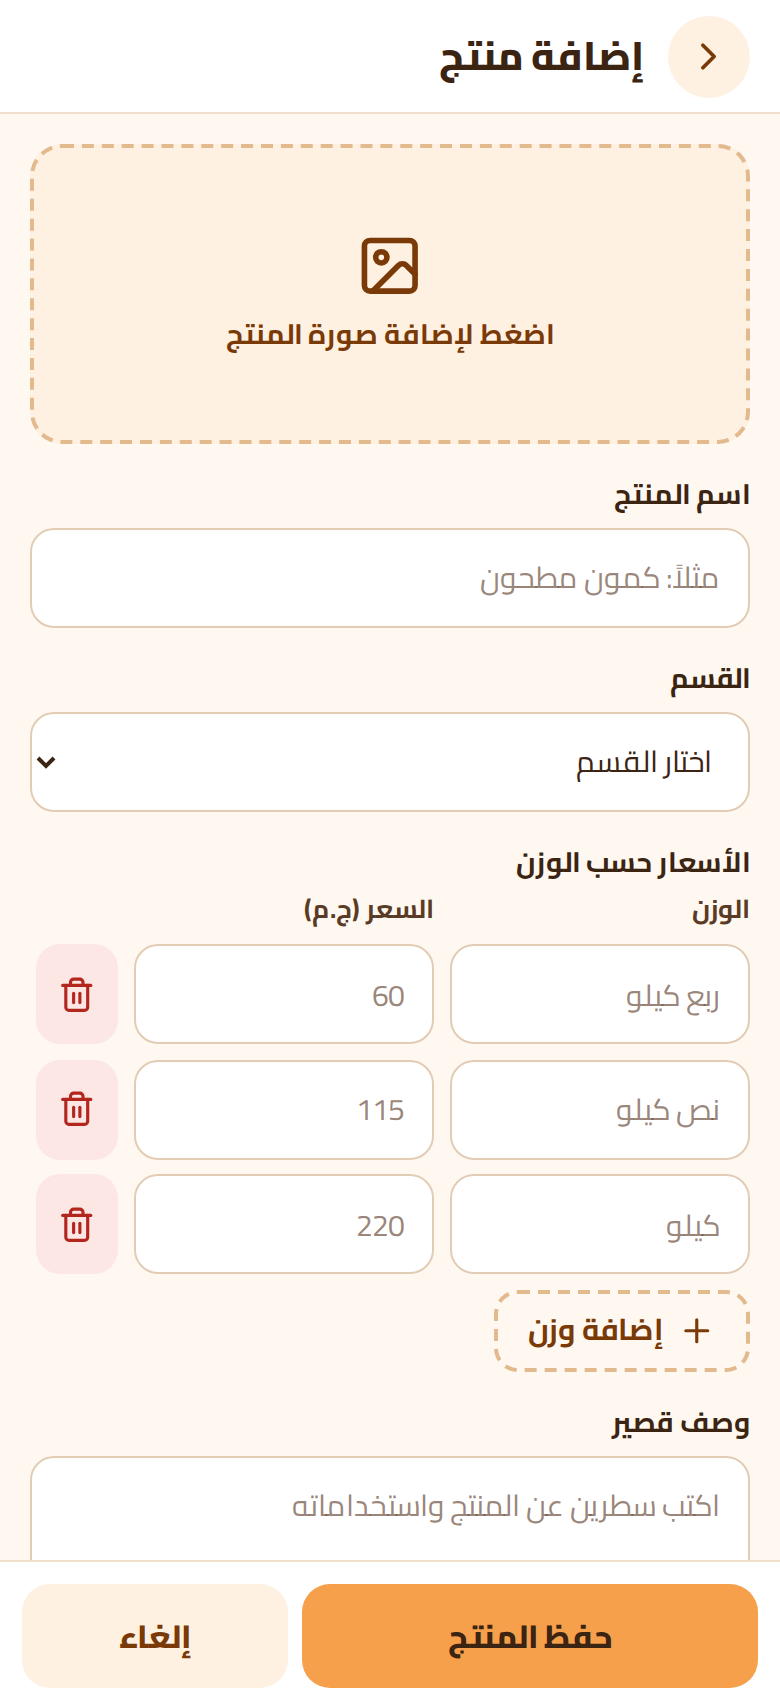 إضافة منتج
اضغط لإضافة صورة المنتج
اسم المنتج
مثلاً: كمون مطحون
القسم
اختار القسم
الأسعار حسب الوزن
الوزن
السعر (ج.م)
ربع كيلو
60
نص كيلو
115
كيلو
220
إضافة وزن
وصف قصير
اكتب سطرين عن المنتج واستخداماته
حفظ المنتج
إلغاء